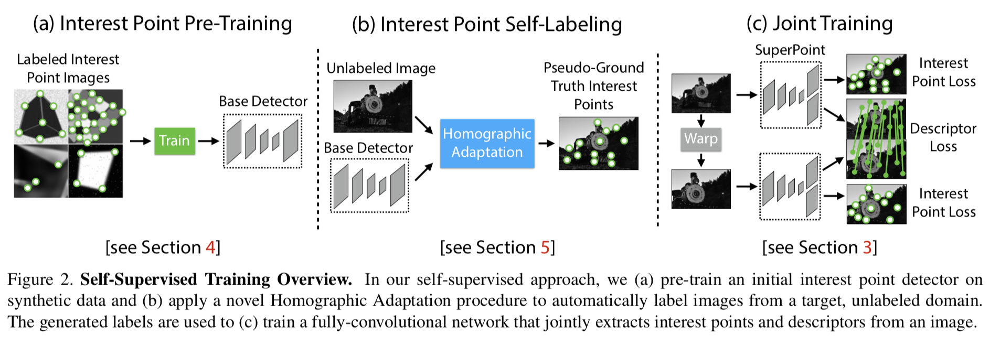 (a) Interest Point Pre-Training
Labeled Interest
Point Images
Train
Base Detector
[see Section 4]
(b) Interest Point Self-Labeling
Unlabeled Image
Base Detector
Homographic
Adaptation
Pseudo-Ground
Truth Interest
Points
[see Section 5]
(c) Joint Training
SuperPoint
Warp
Interest
Point Loss
Descriptor
Loss
Interest
Point Loss
[see Section 3]
Figure 2. Self-Supervised Training Overview. In our self-supervised approach, we (a) pre-train an initial interest point detector on
synthetic data and (b) apply a novel Homographic Adaptation procedure to automatically label images from a target, unlabeled domain.
The generated labels are used to (c) train a fully-convolutional network that jointly extracts interest points and descriptors from an image.